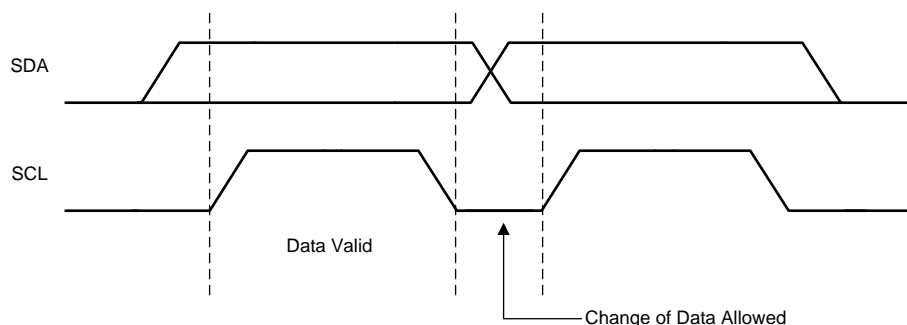 SDA
SCL
Data Valid
Change of Data Allowed